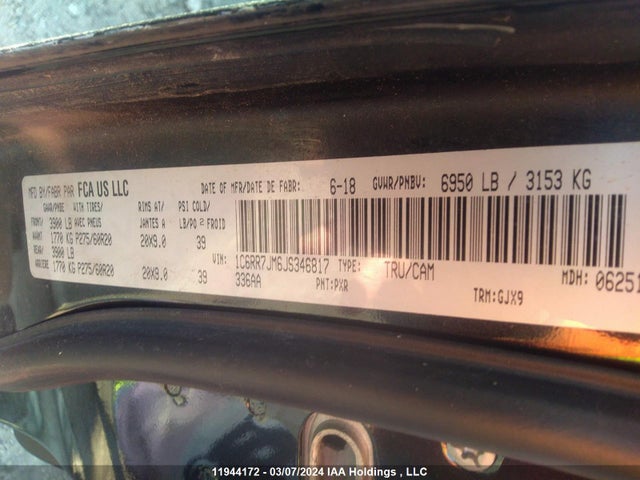 MFD BY/FABR PAR FCA US LLC DATE OF MFR/DATE DE FABR: 6-18 GVWR/PNBV: 6950 LB / 3153 KG
GAWR/PNBE WITH TIRES/ RIMS AT/ PSI COLD/
FRONT/ 3900 LB AVEC PNEUS JANTES A LB/PO 2 FROID
AVANT 1770 KG P275/60R20 20X9.0 39
REAR/ 3900 LB
ARRIERE 1770 KG P275/60R20 20X9.0 39
VIN: 1C6RR7JM6JS346817 TYPE: TRU/CAM MDH: 06251
336AA PNT:PXR TRM:GJX9
11944172 - 03/07/2024 IAA Holdings , LLC